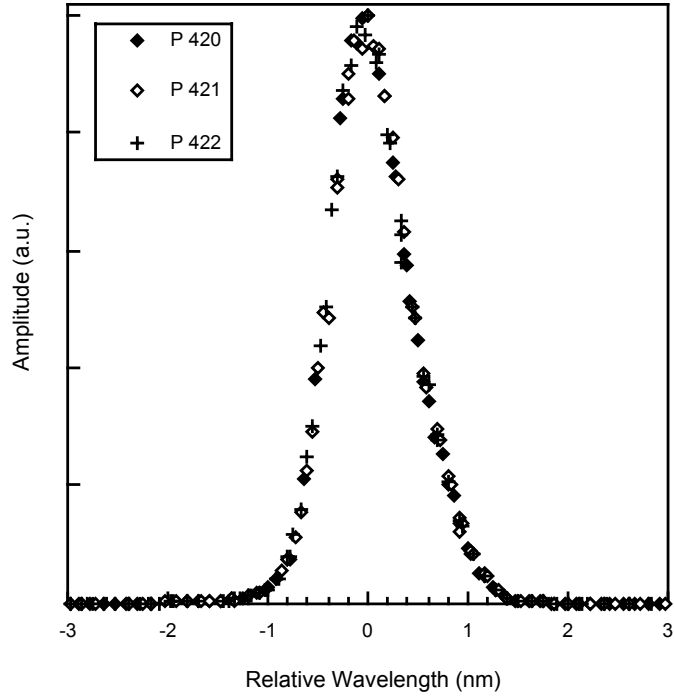 P 420
P 421
P 422
Amplitude (a.u.)
-3 -2 -1 0 1 2 3
Relative Wavelength (nm)